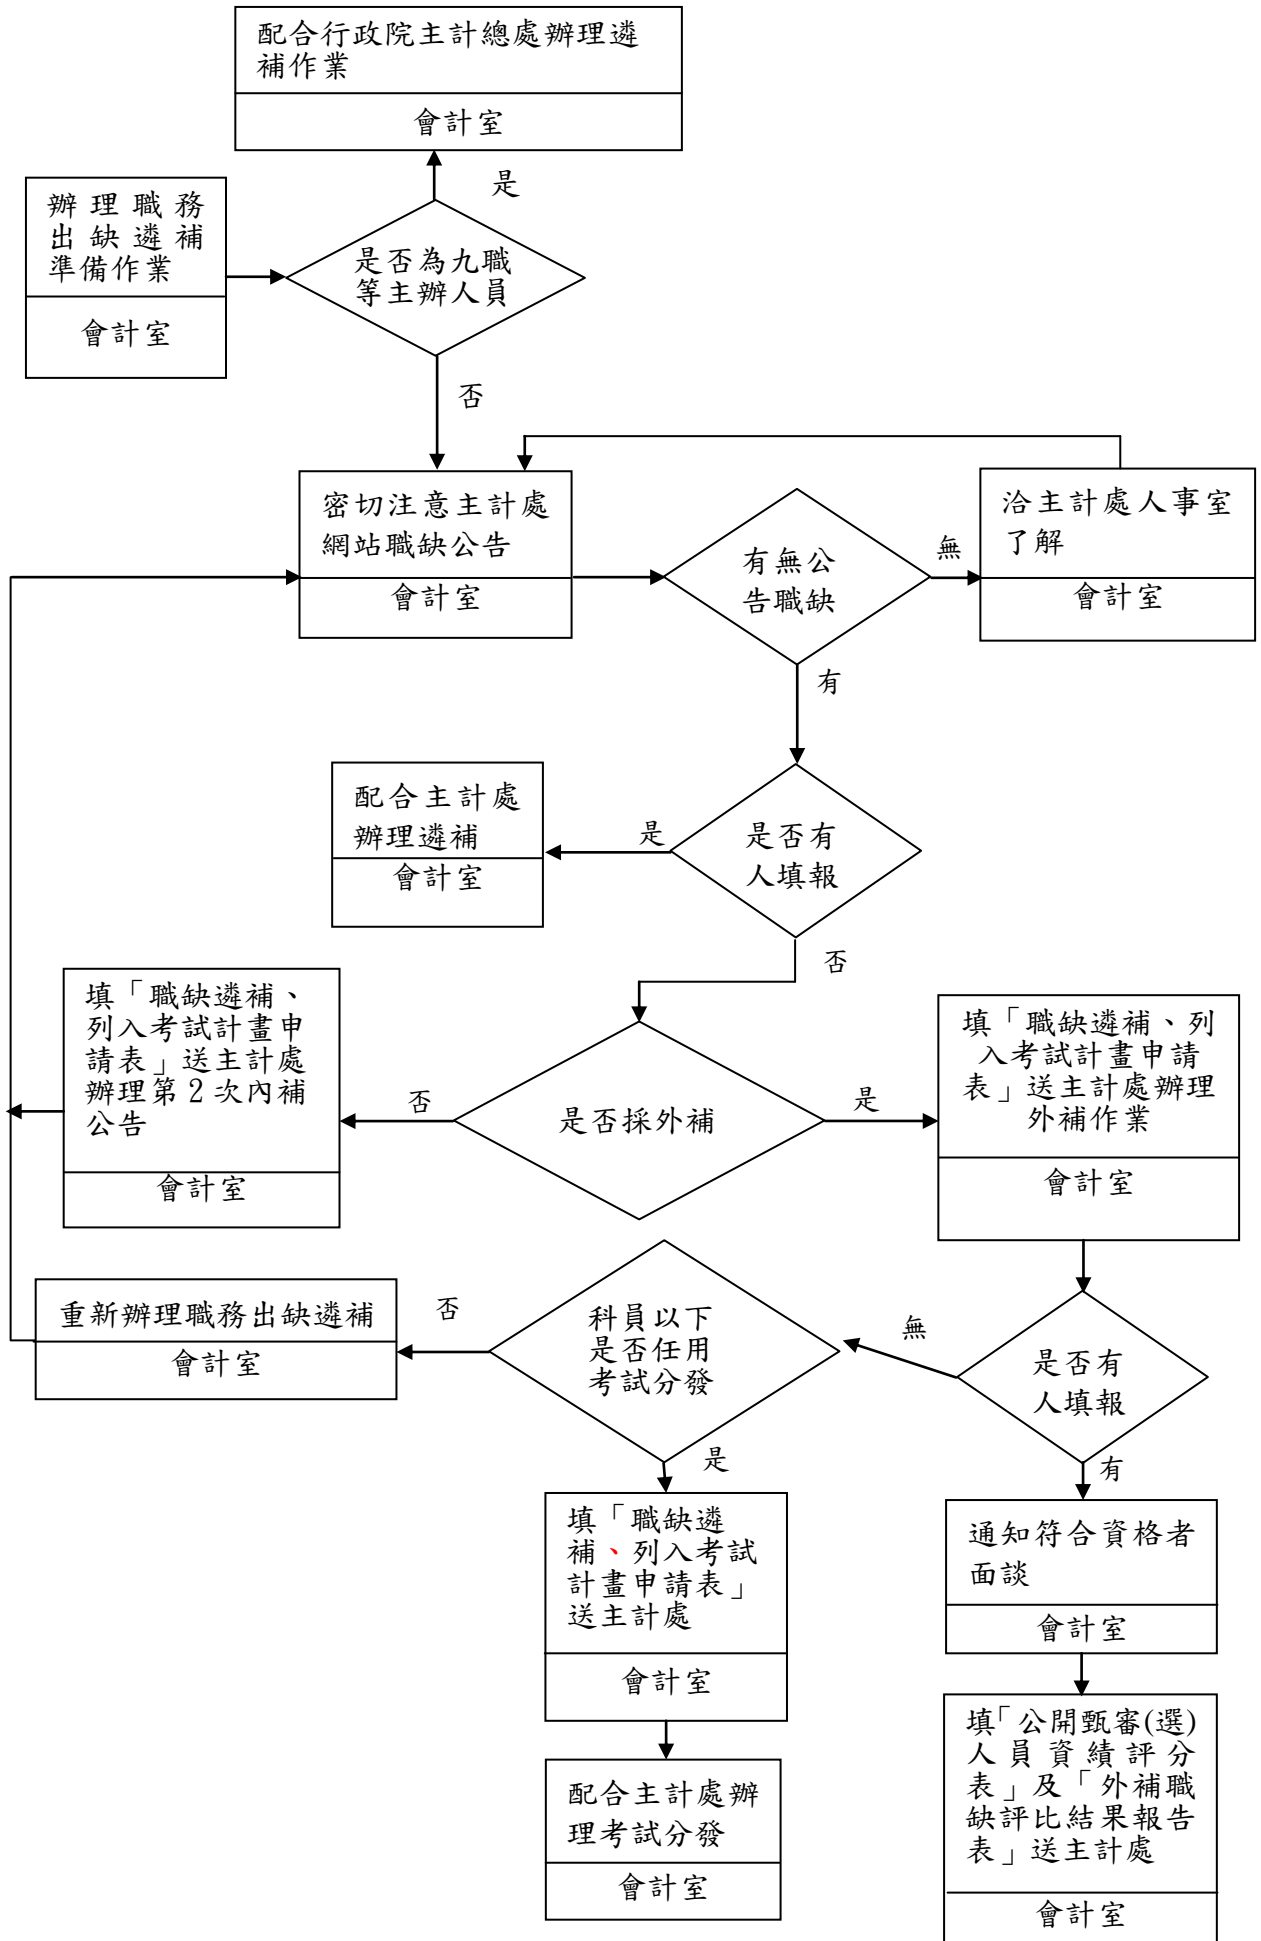 配合行政院主計總處辦理遴
補作業
會計室
是
辦理職務
出缺遴補
準備作業
會計室
是否為九職
等主辦人員
否
密切注意主計處
網站職缺公告
會計室
有無公
告職缺
無
洽主計處人事室
了解
會計室
有
配合主計處
辦理遴補
會計室
是
是否有
人填報
否
填「職缺遴補、
列入考試計畫申
請表」送主計處
辦理第2次內補
公告
會計室
否
是否採外補
是
填「職缺遴補、列
入考試計畫申請
表」送主計處辦理
外補作業
會計室
重新辦理職務出缺遴補
會計室
否
科員以下
是否任用
考試分發
無
是否有
人填報
是
有
填「職缺遴
補、列入考試
計畫申請表」
送主計處
會計室
通知符合資格者
面談
會計室
配合主計處辦
理考試分發
會計室
填「公開甄審(選)
人員資績評分
表」及「外補職
缺評比結果報告
表」送主計處
會計室